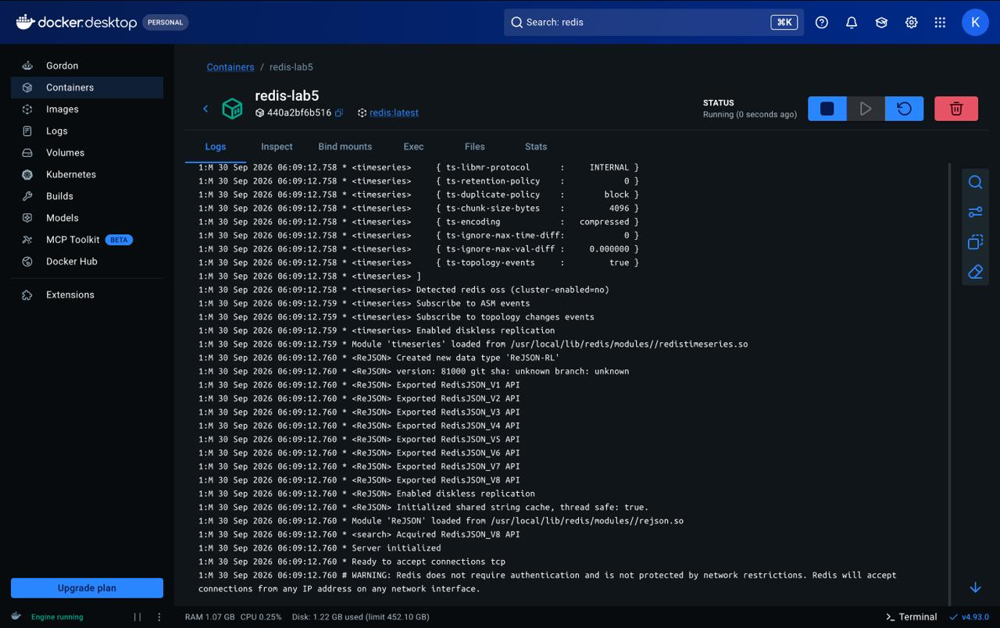 docker.desktop PERSONAL
Search: redis ⌘K
K
Gordon
Containers
Images
Logs
Volumes
Kubernetes
Builds
Models
MCP Toolkit BETA
Docker Hub
Extensions
Upgrade plan
Containers / redis-lab5
redis-lab5
440a2bf6b516 redis:latest
STATUS
Running (0 seconds ago)
Logs Inspect Bind mounts Exec Files Stats
1:M 30 Sep 2026 06:09:12.758 * <timeseries>     { ts-libmr-protocol      :     INTERNAL }
1:M 30 Sep 2026 06:09:12.758 * <timeseries>     { ts-retention-policy    :            0 }
1:M 30 Sep 2026 06:09:12.758 * <timeseries>     { ts-duplicate-policy    :        block }
1:M 30 Sep 2026 06:09:12.758 * <timeseries>     { ts-chunk-size-bytes    :         4096 }
1:M 30 Sep 2026 06:09:12.758 * <timeseries>     { ts-encoding            :   compressed }
1:M 30 Sep 2026 06:09:12.758 * <timeseries>     { ts-ignore-max-time-diff:            0 }
1:M 30 Sep 2026 06:09:12.758 * <timeseries>     { ts-ignore-max-val-diff :     0.000000 }
1:M 30 Sep 2026 06:09:12.758 * <timeseries>     { ts-topology-events     :         true }
1:M 30 Sep 2026 06:09:12.758 * <timeseries> ]
1:M 30 Sep 2026 06:09:12.758 * <timeseries> Detected redis oss (cluster-enabled=no)
1:M 30 Sep 2026 06:09:12.759 * <timeseries> Subscribe to ASM events
1:M 30 Sep 2026 06:09:12.759 * <timeseries> Subscribe to topology changes events
1:M 30 Sep 2026 06:09:12.759 * <timeseries> Enabled diskless replication
1:M 30 Sep 2026 06:09:12.759 * Module 'timeseries' loaded from /usr/local/lib/redis/modules//redistimeseries.so
1:M 30 Sep 2026 06:09:12.760 * <ReJSON> Created new data type 'ReJSON-RL'
1:M 30 Sep 2026 06:09:12.760 * <ReJSON> version: 81000 git sha: unknown branch: unknown
1:M 30 Sep 2026 06:09:12.760 * <ReJSON> Exported RedisJSON_V1 API
1:M 30 Sep 2026 06:09:12.760 * <ReJSON> Exported RedisJSON_V2 API
1:M 30 Sep 2026 06:09:12.760 * <ReJSON> Exported RedisJSON_V3 API
1:M 30 Sep 2026 06:09:12.760 * <ReJSON> Exported RedisJSON_V4 API
1:M 30 Sep 2026 06:09:12.760 * <ReJSON> Exported RedisJSON_V5 API
1:M 30 Sep 2026 06:09:12.760 * <ReJSON> Exported RedisJSON_V6 API
1:M 30 Sep 2026 06:09:12.760 * <ReJSON> Exported RedisJSON_V7 API
1:M 30 Sep 2026 06:09:12.760 * <ReJSON> Exported RedisJSON_V8 API
1:M 30 Sep 2026 06:09:12.760 * <ReJSON> Enabled diskless replication
1:M 30 Sep 2026 06:09:12.760 * <ReJSON> Initialized shared string cache, thread safe: true.
1:M 30 Sep 2026 06:09:12.760 * Module 'ReJSON' loaded from /usr/local/lib/redis/modules//rejson.so
1:M 30 Sep 2026 06:09:12.760 * <search> Acquired RedisJSON_V8 API
1:M 30 Sep 2026 06:09:12.760 * Server initialized
1:M 30 Sep 2026 06:09:12.760 * Ready to accept connections tcp
1:M 30 Sep 2026 06:09:12.760 # WARNING: Redis does not require authentication and is not protected by network restrictions. Redis will accept
connections from any IP address on any network interface.
Engine running
RAM 1.07 GB CPU 0.25% Disk: 1.22 GB used (limit 452.10 GB)
Terminal
v4.93.0